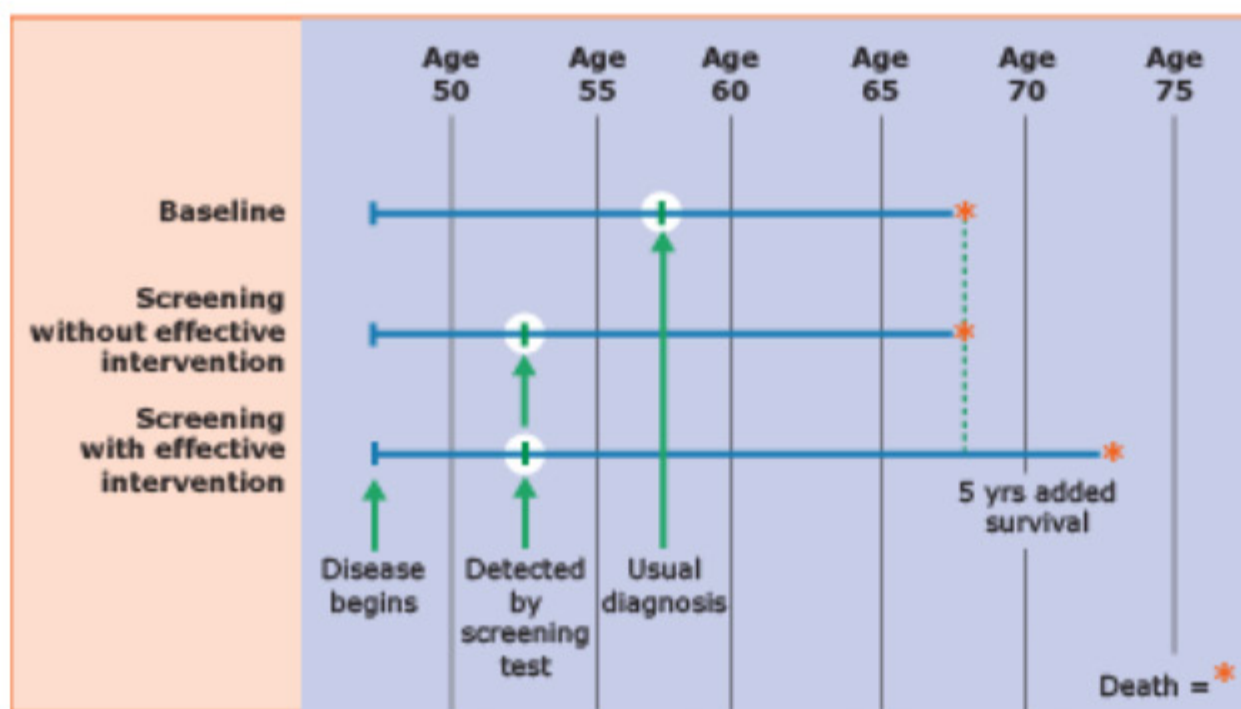 Age Age Age Age Age Age
50 55 60 65 70 75
Baseline
Screening
without effective
intervention
Screening
with effective
intervention
5 yrs added
survival
Disease
begins
Detected
by
screening
test
Usual
diagnosis
Death = *